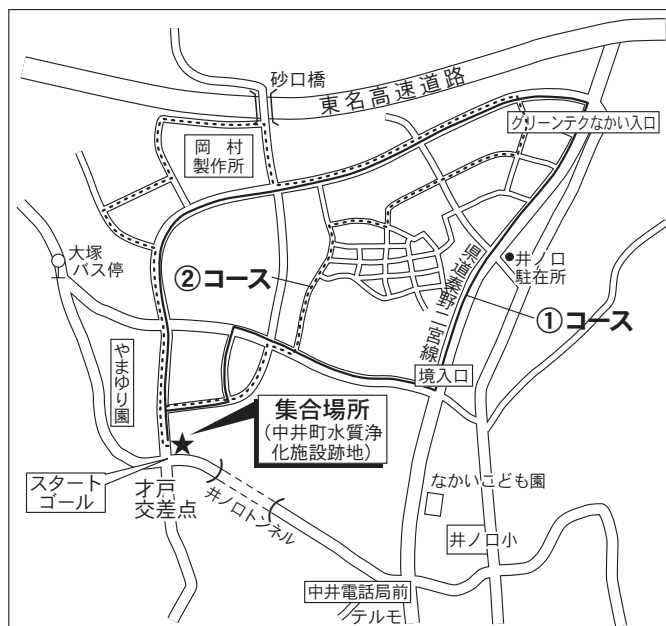 砂口橋
東名高速道路
グリーンテクなかい入口
岡村
製作所
大塚
バス停
②コース
県道秦野二宮線
井ノ口
駐在所
①コース
やまゆり園
境入口
集合場所
(中井町水質浄
化施設跡地)
スタート
ゴール
才戸
交差点
井ノ口トンネル
なかいこども園
井ノ口小
中井電話局前
テルモ